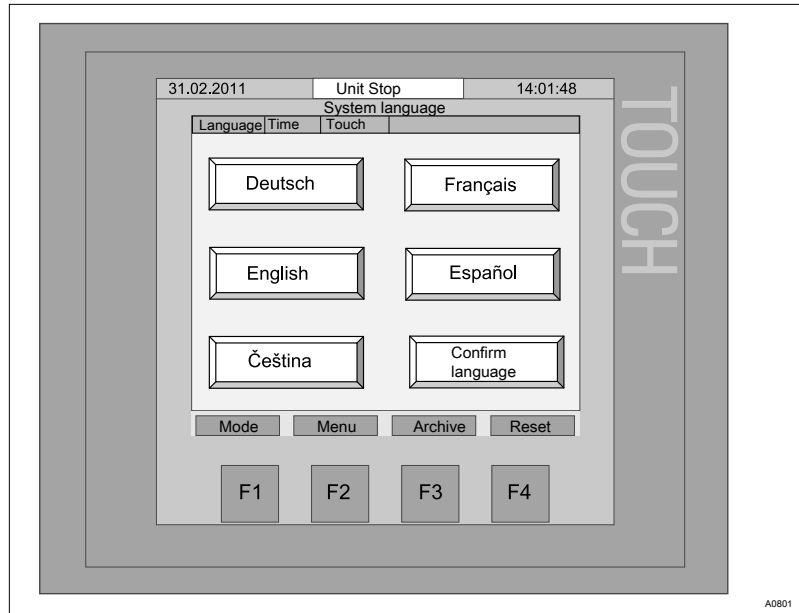 31.02.2011 Unit Stop 14:01:48
System language
Language Time Touch
Deutsch Français
English Español
Čeština Confirm language
Mode Menu Archive Reset
F1 F2 F3 F4
TOUCH
A0801